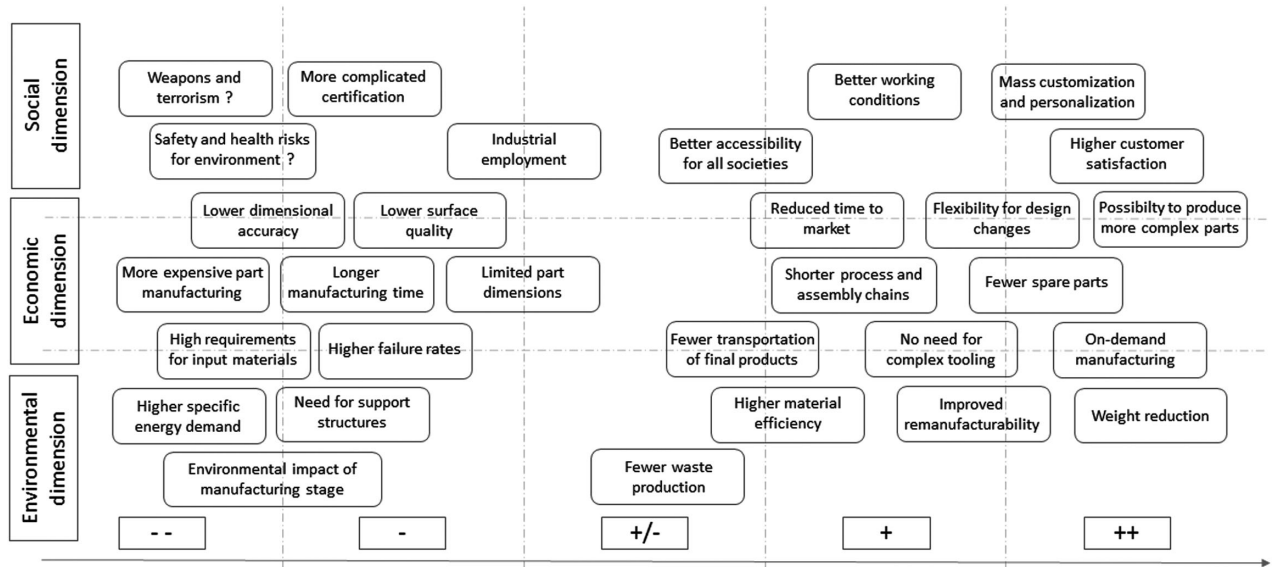 Social
dimension
Weapons and
terrorism ?
More complicated
certification
Better working
conditions
Mass customization
and personalization
Safety and health risks
for environment ?
Industrial
employment
Better accessibility
for all societies
Higher customer
satisfaction
Economic
dimension
Lower dimensional
accuracy
Lower surface
quality
Reduced time to
market
Flexibility for design
changes
Possibilty to produce
more complex parts
More expensive part
manufacturing
Longer
manufacturing time
Limited part
dimensions
Shorter process and
assembly chains
Fewer spare parts
High requirements
for input materials
Higher failure rates
Fewer transportation
of final products
No need for
complex tooling
On-demand
manufacturing
Environmental
dimension
Higher specific
energy demand
Need for support
structures
Higher material
efficiency
Improved
remanufacturability
Weight reduction
Environmental impact of
manufacturing stage
Fewer waste
production
- -
-
+/-
+
++